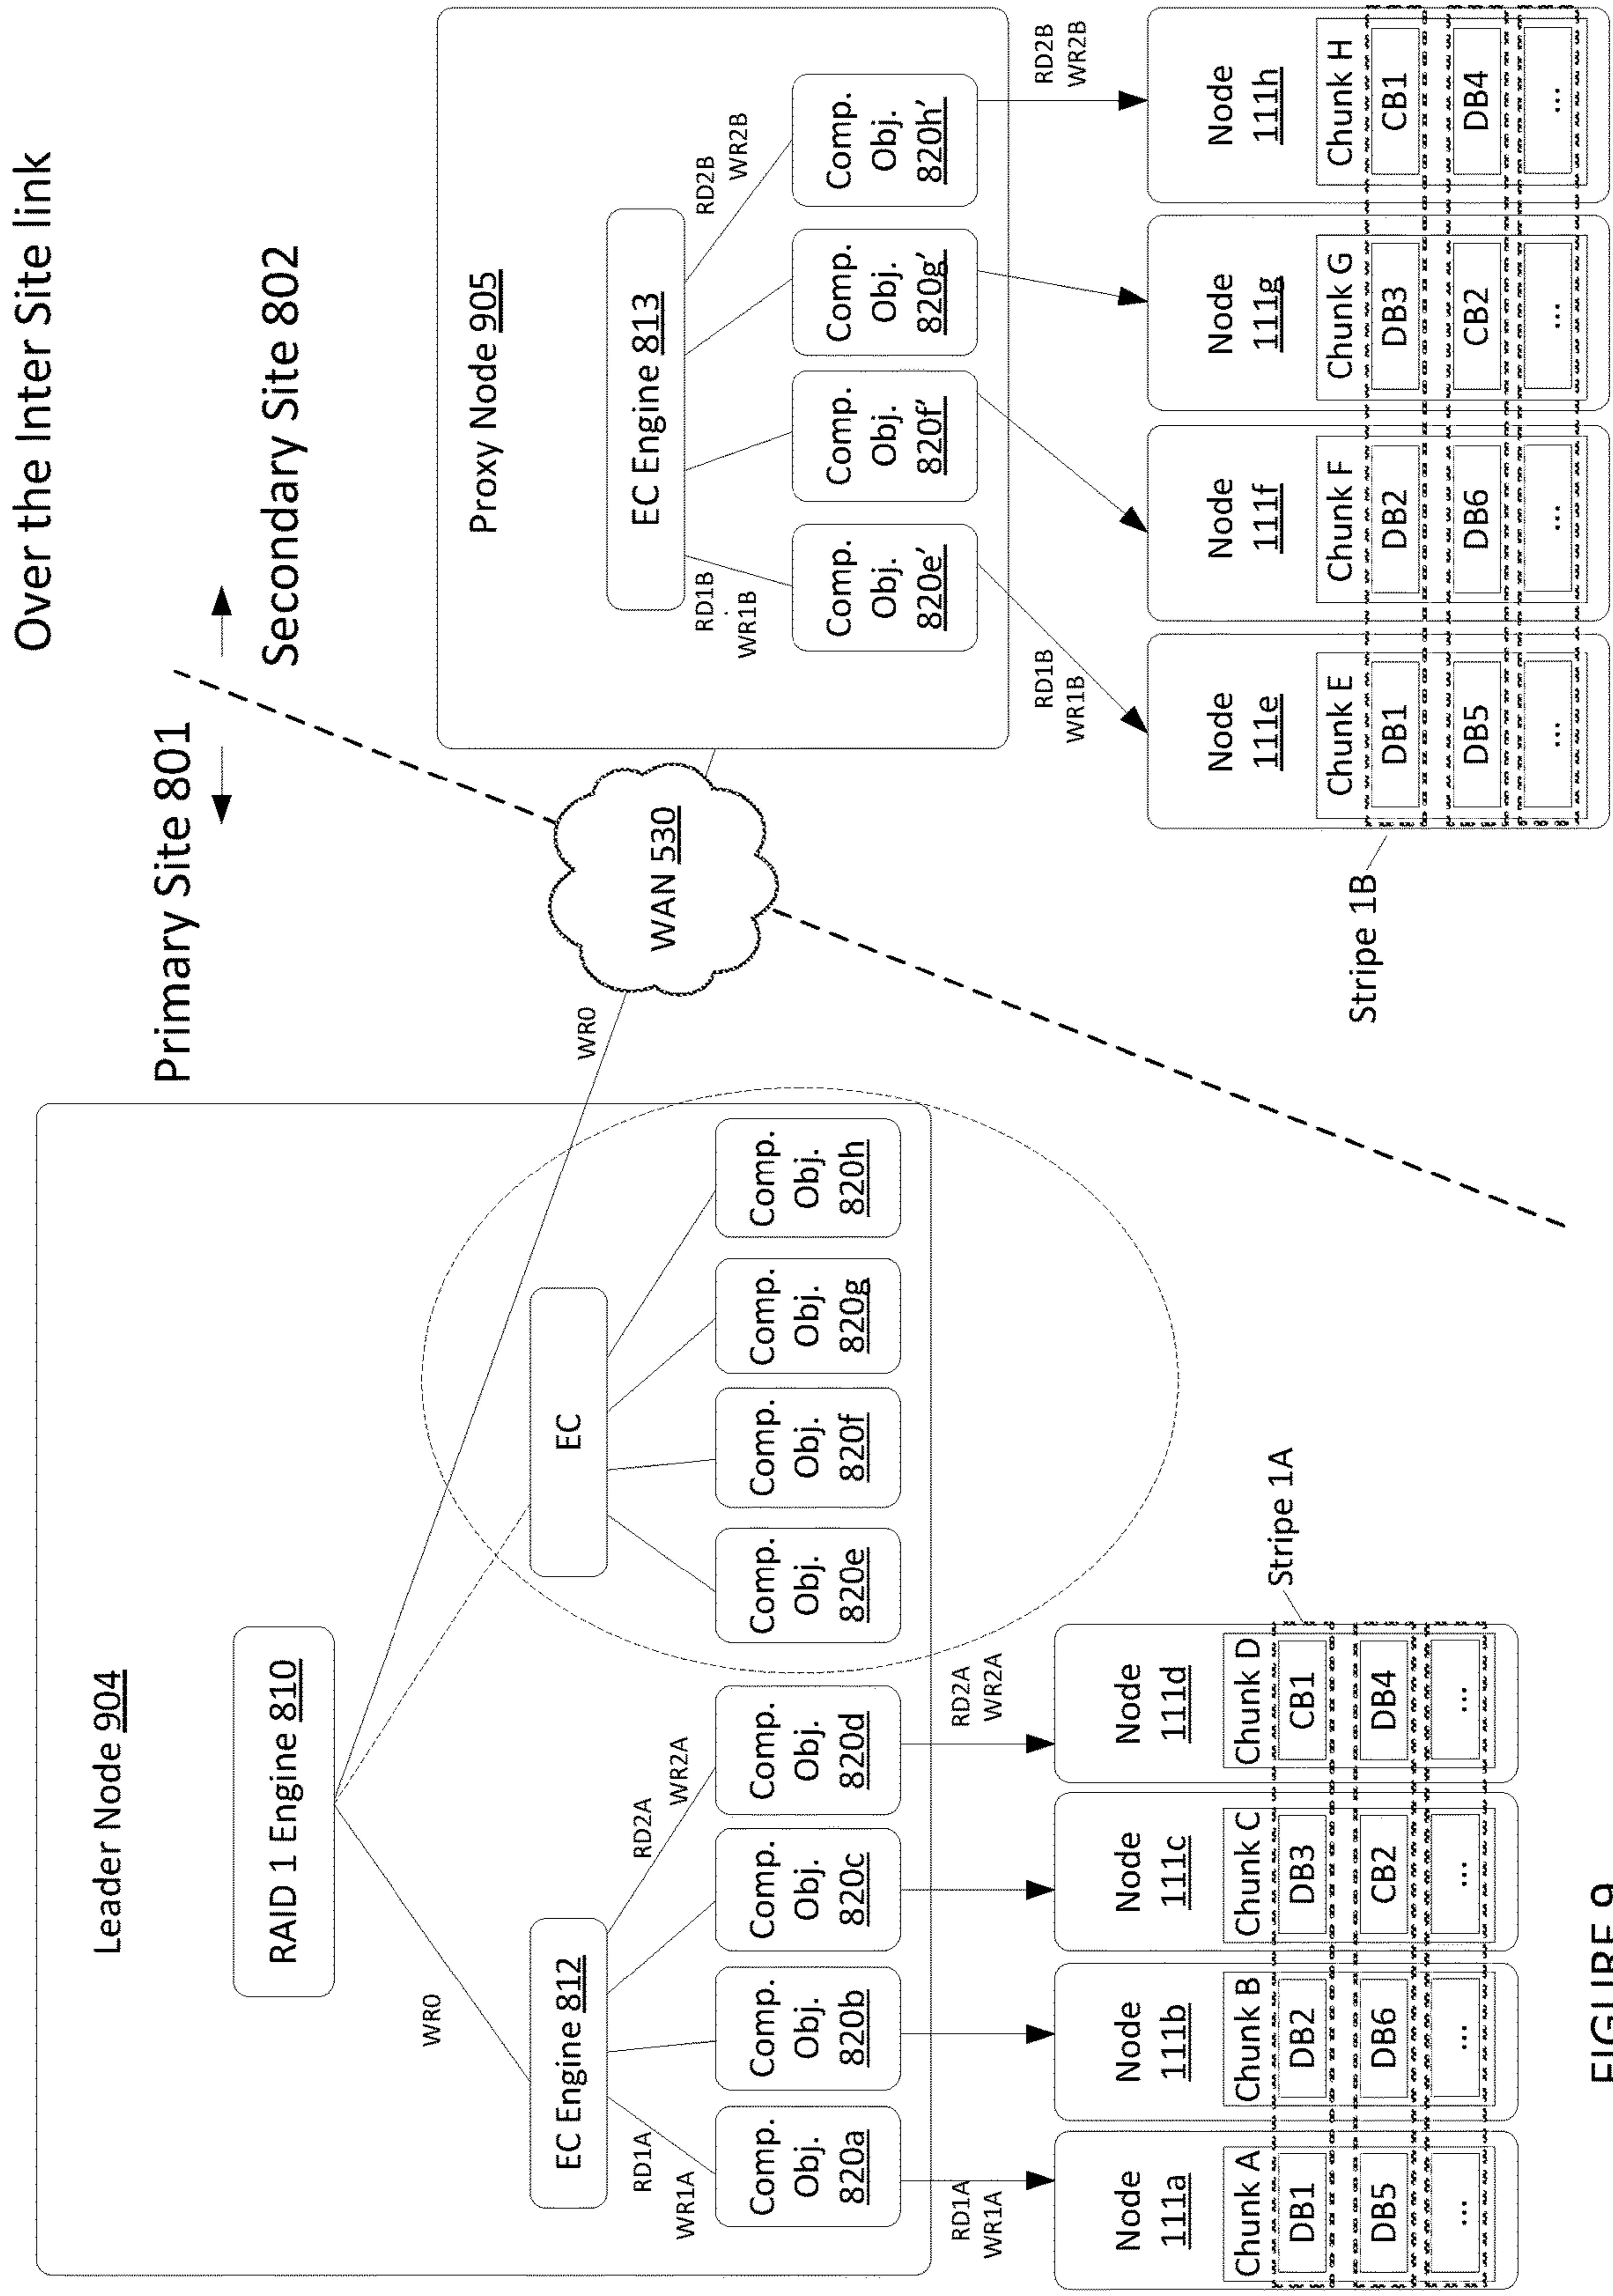 Over the Inter Site link
Primary Site 801
Secondary Site 802
Leader Node 904
RAID 1 Engine 810
WR0
WR0
EC Engine 812
EC
RD1A
WR1A
RD2A
WR2A
Comp. Obj. 820a
Comp. Obj. 820b
Comp. Obj. 820c
Comp. Obj. 820d
Comp. Obj. 820e
Comp. Obj. 820f
Comp. Obj. 820g
Comp. Obj. 820h
RD1A
WR1A
RD2A
WR2A
Node 111a
Chunk A
DB1
DB5
...
Node 111b
Chunk B
DB2
DB6
...
Node 111c
Chunk C
DB3
CB2
...
Node 111d
Chunk D
CB1
DB4
...
Stripe 1A
WAN 530
Proxy Node 905
EC Engine 813
RD1B
WR1B
RD2B
WR2B
Comp. Obj. 820e'
Comp. Obj. 820f'
Comp. Obj. 820g'
Comp. Obj. 820h'
RD1B
WR1B
RD2B
WR2B
Node 111e
Chunk E
DB1
DB5
...
Node 111f
Chunk F
DB2
DB6
...
Node 111g
Chunk G
DB3
CB2
...
Node 111h
Chunk H
CB1
DB4
...
Stripe 1B
FIGURE 9